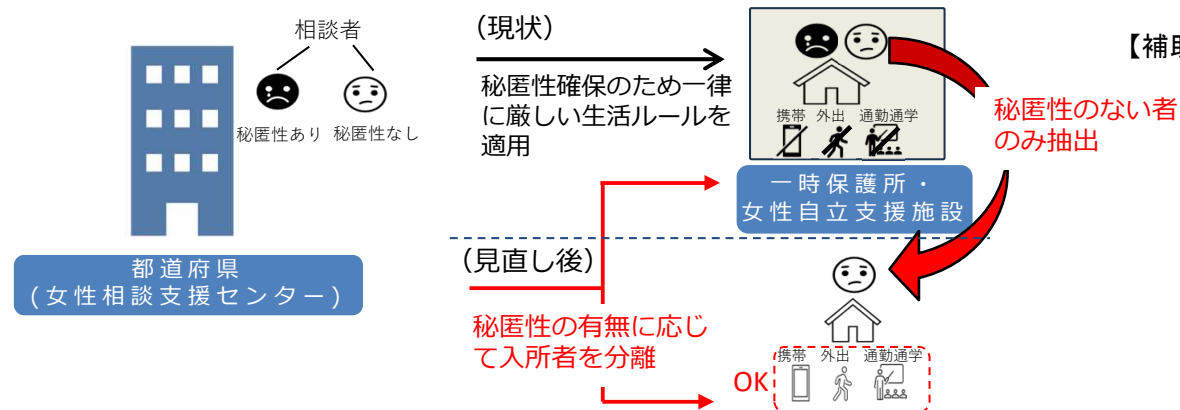 相談者
秘匿性あり 秘匿性なし
都道府県
(女性相談支援センター)
（現状）
秘匿性確保のため一律
に厳しい生活ルールを
適用
携帯 外出 通勤通学
一時保護所・
女性自立支援施設
秘匿性のない者
のみ抽出
（見直し後）
秘匿性の有無に応じ
て入所者を分離
携帯 外出 通勤通学
OK